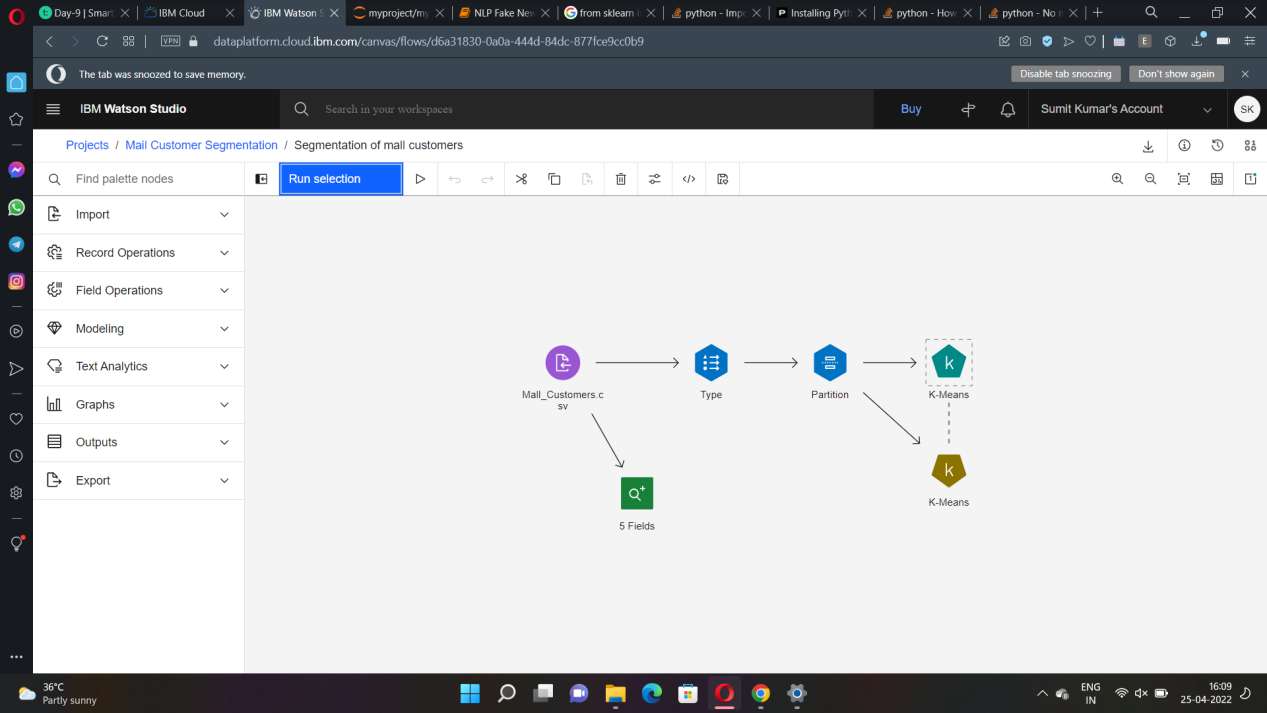 Day-9 | Smart
IBM Cloud
IBM Watson S
myproject/my
NLP Fake New
from sklearn i
python - Impo
Installing Pyth
python - How
python - No n
VPN
dataplatform.cloud.ibm.com/canvas/flows/d6a31830-0a0a-444d-84dc-877fce9cc0b9
E
The tab was snoozed to save memory.
Disable tab snoozing
Don't show again
IBM Watson Studio
Search in your workspaces
Buy
Sumit Kumar's Account
SK
Projects / Mail Customer Segmentation / Segmentation of mall customers
Find palette nodes
Run selection
Import
Record Operations
Field Operations
Modeling
Text Analytics
Graphs
Outputs
Export
Mall_Customers.c
sv
Type
Partition
k
K-Means
k
K-Means
5 Fields
36°C
Partly sunny
ENG
IN
16:09
25-04-2022